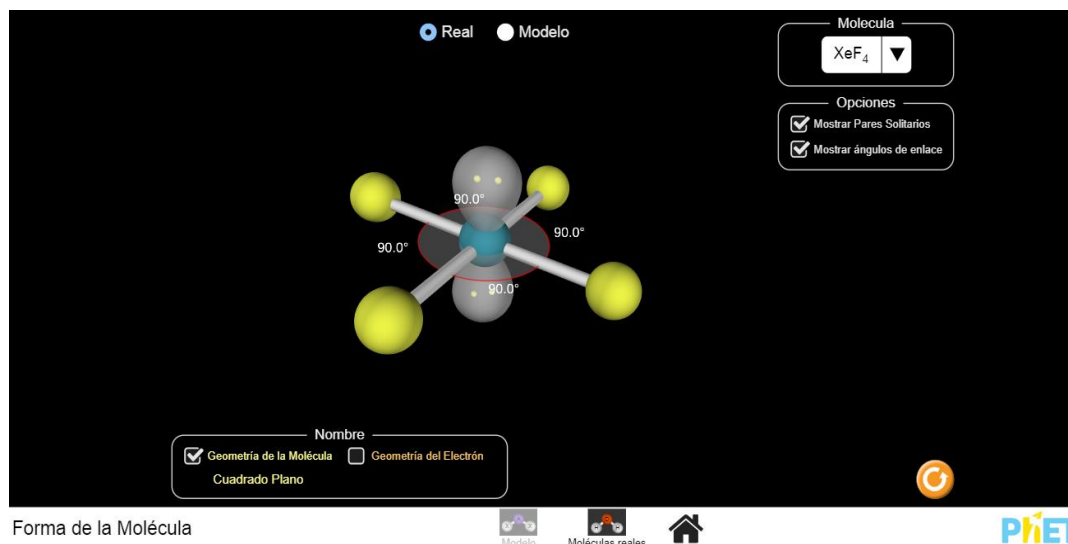 Real Modelo
Molecula
XeF₄
Opciones
Mostrar Pares Solitarios
Mostrar ángulos de enlace
90.0°
90.0°
90.0°
90.0°
Nombre
Geometría de la Molécula Geometría del Electrón
Cuadrado Plano
Forma de la Molécula
Modelo
Moléculas reales
PhET